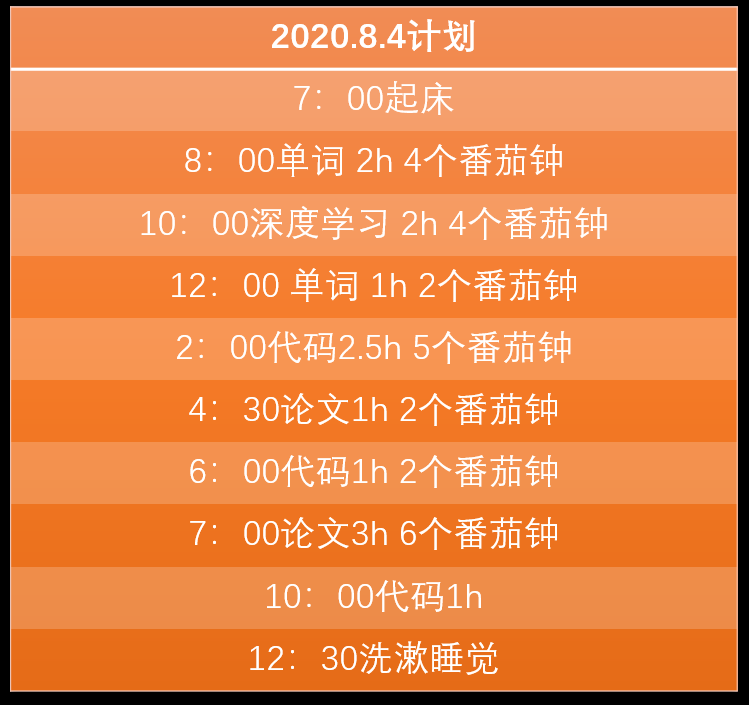 2020.8.4计划
7：00起床
8：00单词 2h 4个番茄钟
10：00深度学习 2h 4个番茄钟
12：00 单词 1h 2个番茄钟
2：00代码2.5h 5个番茄钟
4：30论文1h 2个番茄钟
6：00代码1h 2个番茄钟
7：00论文3h 6个番茄钟
10：00代码1h
12：30洗漱睡觉